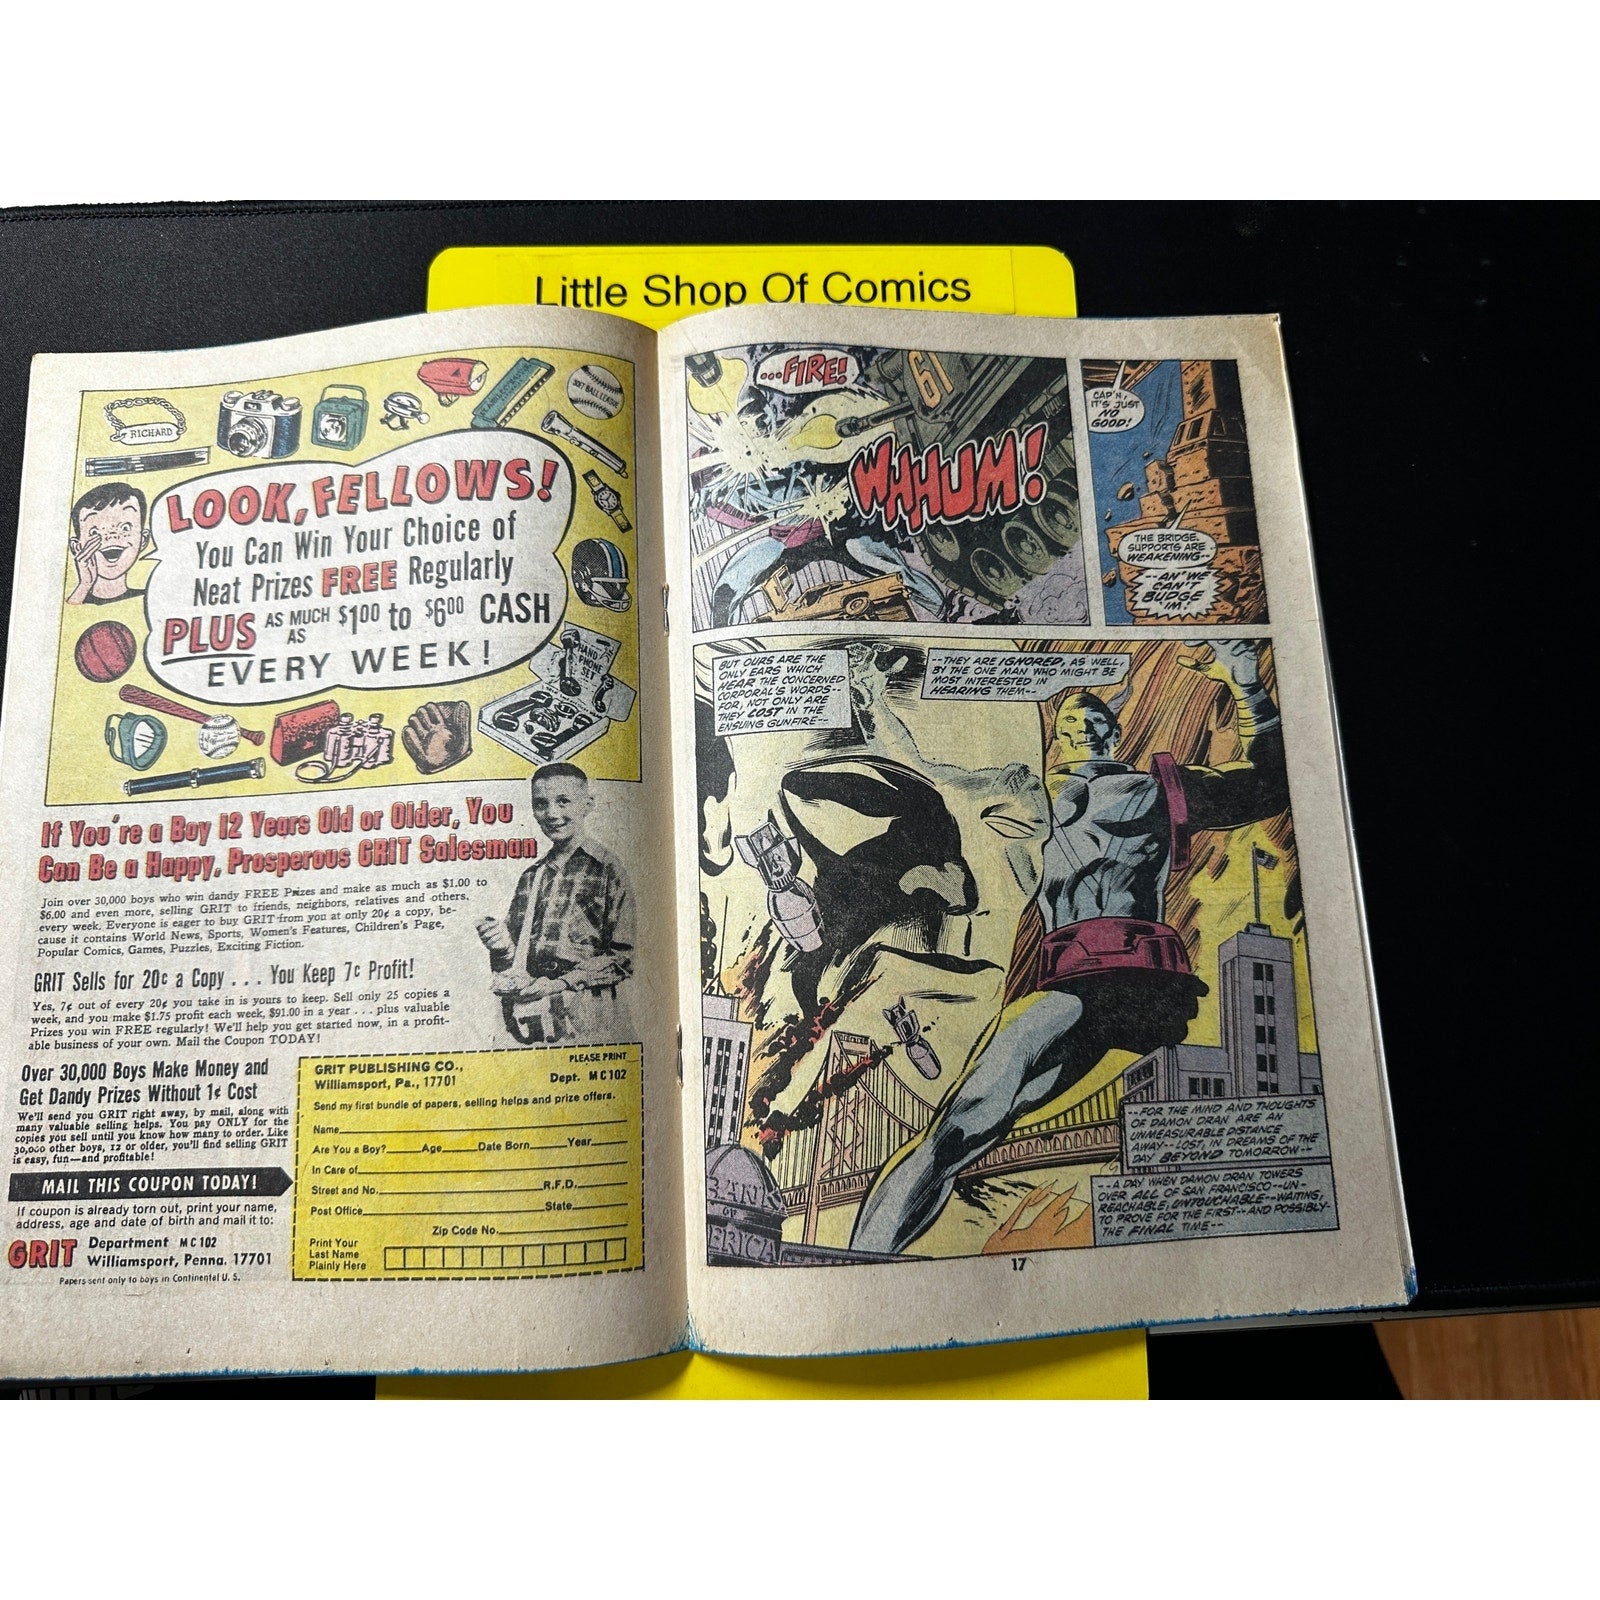 Little Shop Of Comics
RICHARD
SOFT BALL LEAGUE
LOOK, FELLOWS!
You Can Win Your Choice of
Neat Prizes FREE Regularly
PLUS AS MUCH AS $1.00 to $6.00 CASH
EVERY WEEK!
HAND
PHONE
SET
If You're a Boy 12 Years Old or Older, You
Can Be a Happy, Prosperous GRIT Salesman
Join over 30,000 boys who win dandy FREE Prizes and make as much as $1.00 to
$6.00 and even more, selling GRIT to friends, neighbors, relatives and others,
every week. Everyone is eager to buy GRIT from you at only 20¢ a copy, be-
cause it contains World News, Sports, Women's Features, Children's Page,
Popular Comics, Games, Puzzles, Exciting Fiction.
GRIT Sells for 20¢ a Copy . . . You Keep 7¢ Profit!
Yes, 7¢ out of every 20¢ you take in is yours to keep. Sell only 25 copies a
week, and you make $1.75 profit each week, $91.00 in a year . . . plus valuable
Prizes you win FREE regularly! We'll help you get started now, in a profit-
able business of your own. Mail the Coupon TODAY!
Over 30,000 Boys Make Money and
Get Dandy Prizes Without 1¢ Cost
We'll send you GRIT right away, by mail, along with
many valuable selling helps. You pay ONLY for the
copies you sell until you know how many to order. Like
30,000 other boys, 12 or older, you'll find selling GRIT
is easy, fun—and profitable!
MAIL THIS COUPON TODAY!
If coupon is already torn out, print your name,
address, age and date of birth and mail it to:
GRIT Department MC102
Williamsport, Penna. 17701
Papers sent only to boys in Continental U. S.
GRIT PUBLISHING CO., PLEASE PRINT
Williamsport, Pa., 17701 Dept. MC102
Send my first bundle of papers, selling helps and prize offers.
Name
Are You a Boy? Age Date Born Year
In Care of
Street and No. R.F.D.
Post Office State
Zip Code No.
Print Your
Last Name
Plainly Here
GRIT
...FIRE!
61
WHHUM!
CAP'N,
IT'S JUST
NO
GOOD!
THE BRIDGE
SUPPORTS ARE
WEAKENING--
--AN' WE
CAN'T
BUDGE
'IM!
BUT OURS ARE THE
ONLY EARS WHICH
HEAR THE CONCERNED
CORPORAL'S WORDS--
FOR, NOT ONLY ARE
THEY LOST IN THE
ENSUING GUNFIRE--
--THEY ARE IGNORED, AS WELL,
BY THE ONE MAN WHO MIGHT BE
MOST INTERESTED IN
HEARING THEM--
--FOR THE MIND AND THOUGHTS
OF DAMON DRAN ARE AN
UNMEASURABLE DISTANCE
AWAY--LOST, IN DREAMS OF THE
DAY BEYOND TOMORROW--
--A DAY WHEN DAMON DRAN TOWERS
OVER ALL OF SAN FRANCISCO--UN-
REACHABLE, UNTOUCHABLE--WAITING,
TO PROVE FOR THE FIRST--AND POSSIBLY-
THE FINAL TIME--
BANK
OF
ERICA
17